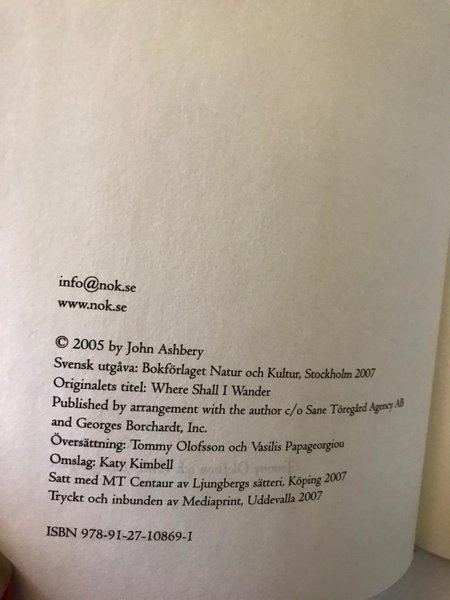 info@nok.se
www.nok.se
© 2005 by John Ashbery
Svensk utgåva: Bokförlaget Natur och Kultur, Stockholm 2007
Originalets titel: Where Shall I Wander
Published by arrangement with the author c/o Sane Töregård Agency AB
and Georges Borchardt, Inc.
Översättning: Tommy Olofsson och Vasilis Papageorgiou
Omslag: Katy Kimbell
Satt med MT Centaur av Ljungbergs sätteri, Köping 2007
Tryckt och inbunden av Mediaprint, Uddevalla 2007
ISBN 978-91-27-10869-1